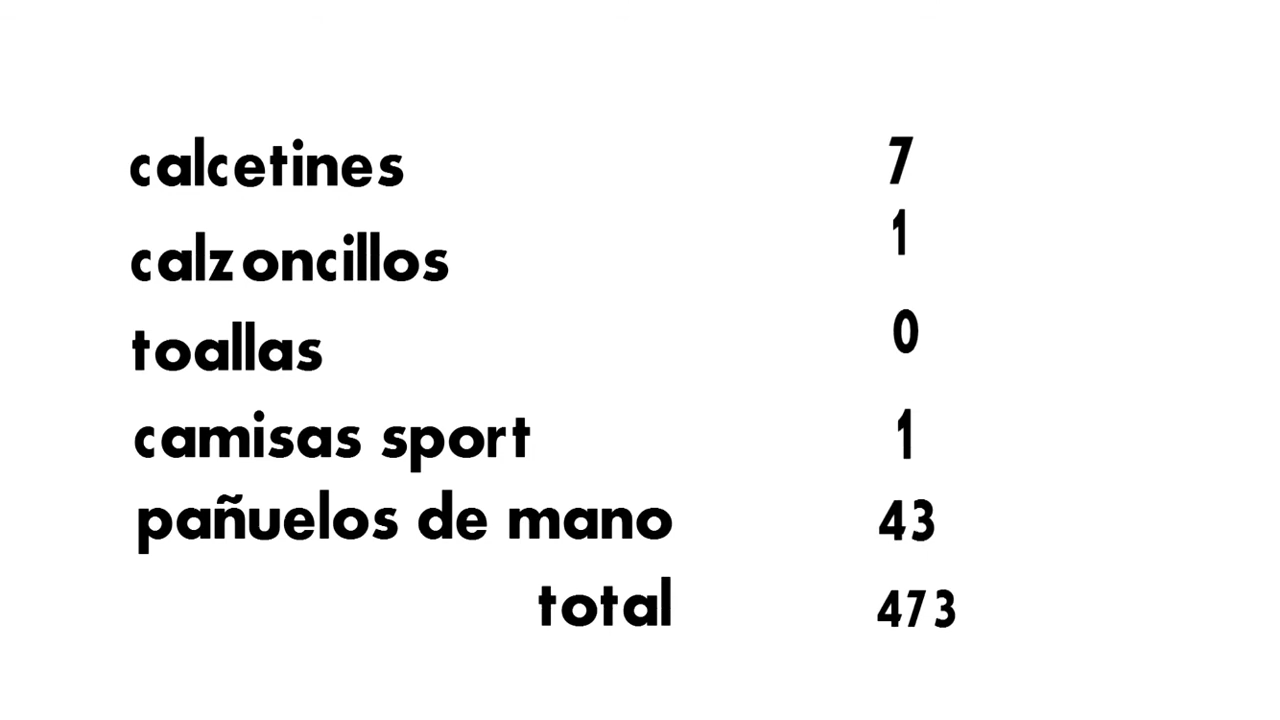 calcetines 7
calzoncillos 1
toallas 0
camisas sport 1
pañuelos de mano 43
total 473